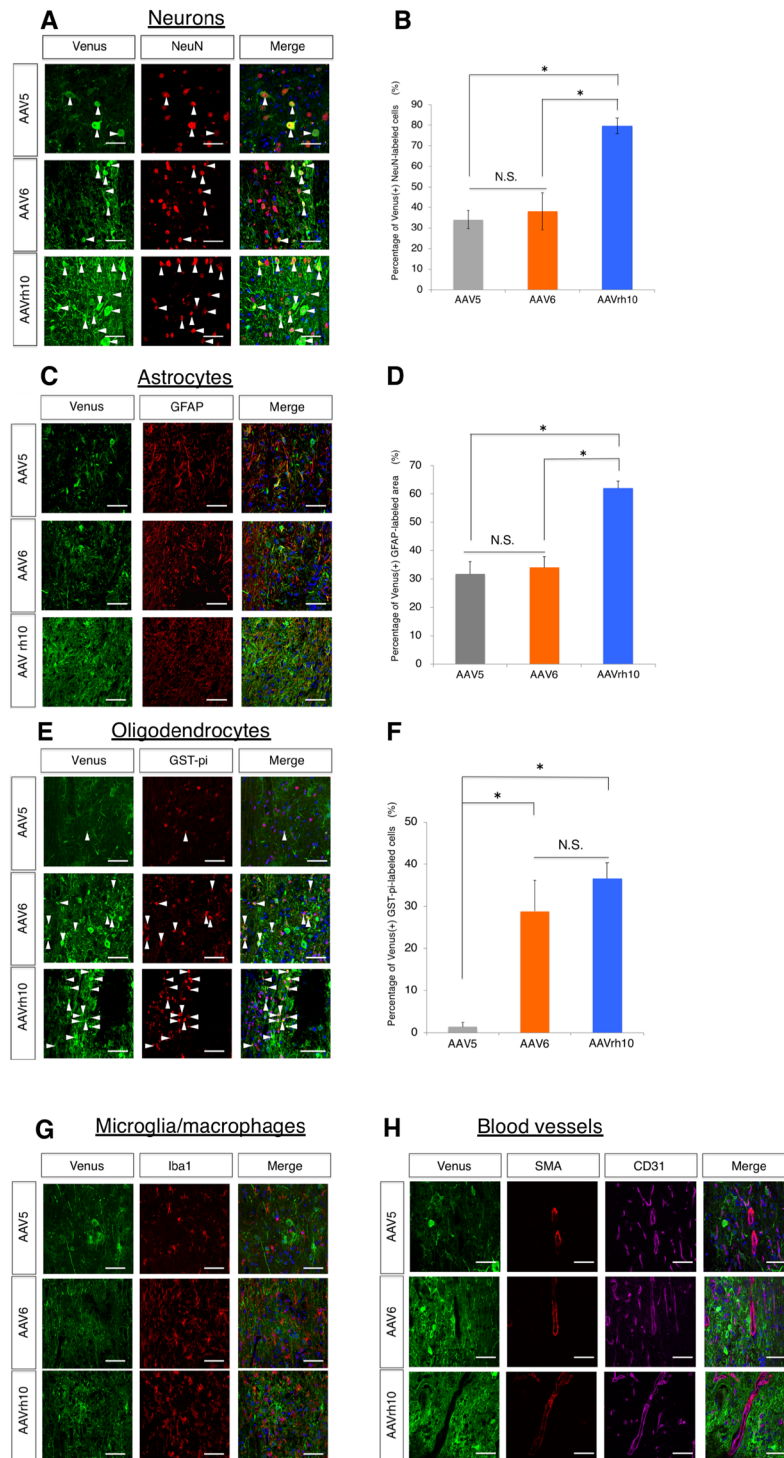 A
Neurons
Venus
NeuN
Merge
AAV5
AAV6
AAVrh10
B
(%)
Percentage of Venus(+) NeuN-labeled cells
90
80
70
60
50
40
30
20
10
0
*
*
N.S.
AAV5
AAV6
AAVrh10
C
Astrocytes
Venus
GFAP
Merge
AAV5
AAV6
AAV rh10
D
(%)
Percentage of Venus(+) GFAP-labeled area
70
60
50
40
30
20
10
0
*
*
N.S.
AAV5
AAV6
AAVrh10
E
Oligodendrocytes
Venus
GST-pi
Merge
AAV5
AAV6
AAVrh10
F
(%)
Percentage of Venus(+) GST-pi-labeled cells
50
40
30
20
10
0
*
*
N.S.
AAV5
AAV6
AAVrh10
G
Microglia/macrophages
Venus
Iba1
Merge
AAV5
AAV6
AAVrh10
H
Blood vessels
Venus
SMA
CD31
Merge
AAV5
AAV6
AAVrh10